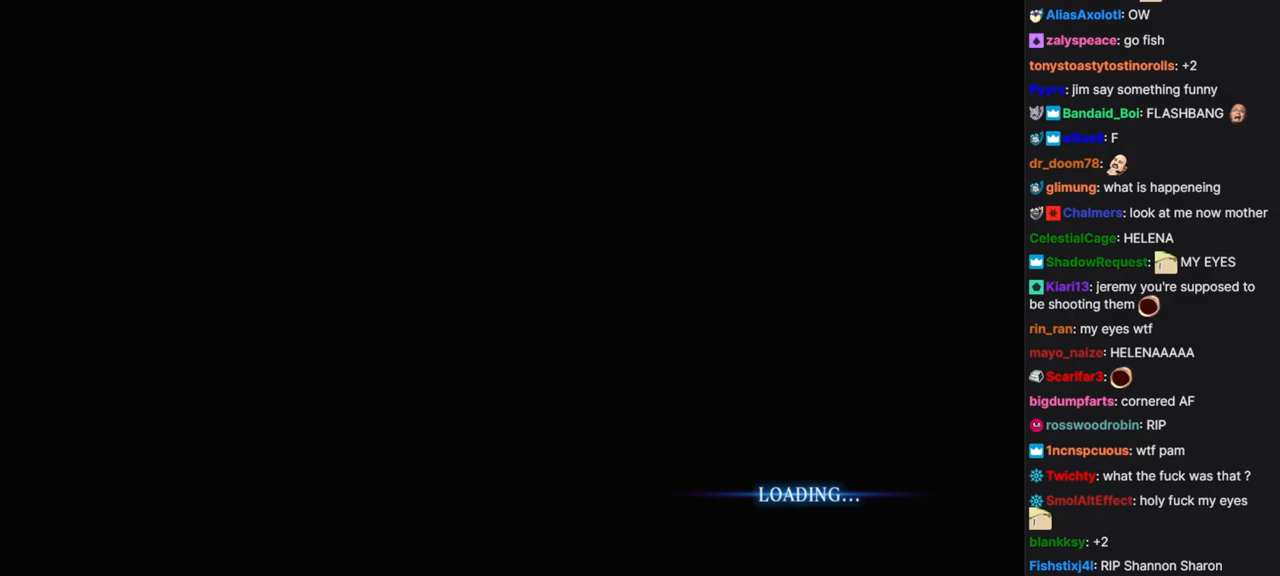 AliasAxolotl: OW
zalyspeace: go fish
tonystoastytostinorolls: +2
Pyyrx: jim say something funny
Bandaid_Boi: FLASHBANG
: F
dr_doom78:
glimung: what is happeneing
Chalmers: look at me now mother
CelestialCage: HELENA
ShadowRequest: MY EYES
Kiari13: jeremy you're supposed to
be shooting them
rin_ran: my eyes wtf
mayo_naize: HELENAAAAA
Scarlfar3:
bigdumpfarts: cornered AF
rosswoodrobin: RIP
1ncnspcuous: wtf pam
Twichty: what the fuck was that ?
SmolAltEffect: holy fuck my eyes
blankksy: +2
Fishstixj4l: RIP Shannon Sharon
LOADING...